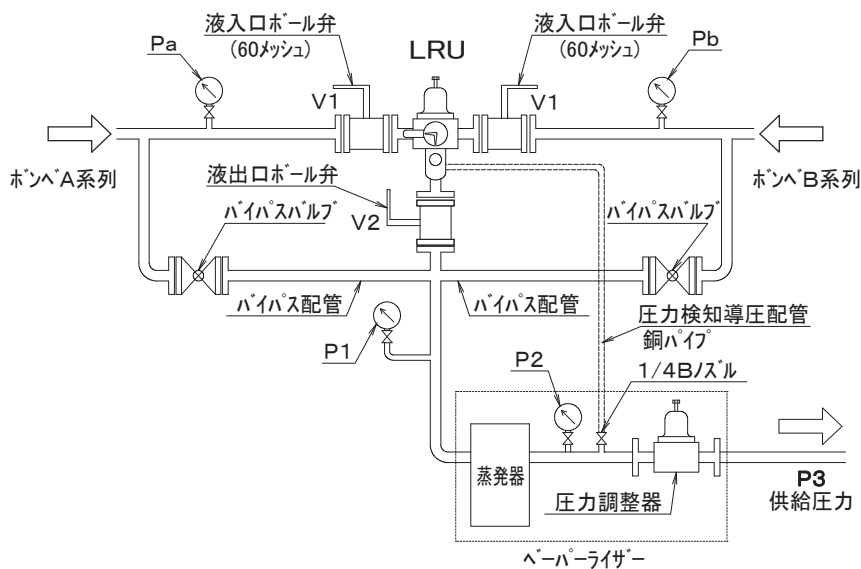 液入口ボール弁
(60メッシュ)
LRU
液入口ボール弁
(60メッシュ)
Pa
Pb
V1
V1
ボンベA系列
ボンベB系列
液出口ボール弁
V2
バイパスバルブ
バイパスバルブ
バイパス配管
バイパス配管
圧力検知導圧配管
銅パイプ
P1
P2
1/4Bノズル
蒸発器
圧力調整器
P3
供給圧力
ベーパーライザー